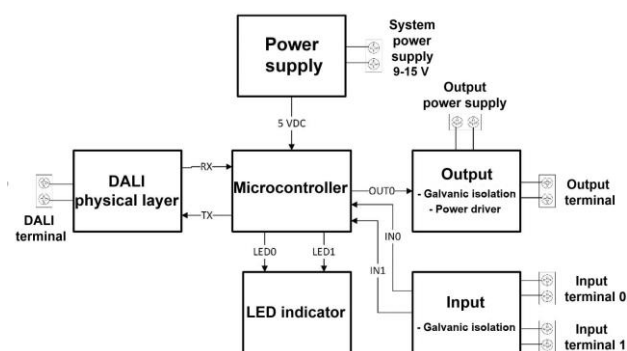 Power
supply
System
power
supply
9-15 V
Output
power supply
5 VDC
DALI
physical layer
RX
TX
Microcontroller
OUT0
Output
- Galvanic isolation
- Power driver
Output
terminal
DALI
terminal
IN0
IN1
LED0
LED1
LED indicator
Input
- Galvanic isolation
Input
terminal 0
Input
terminal 1